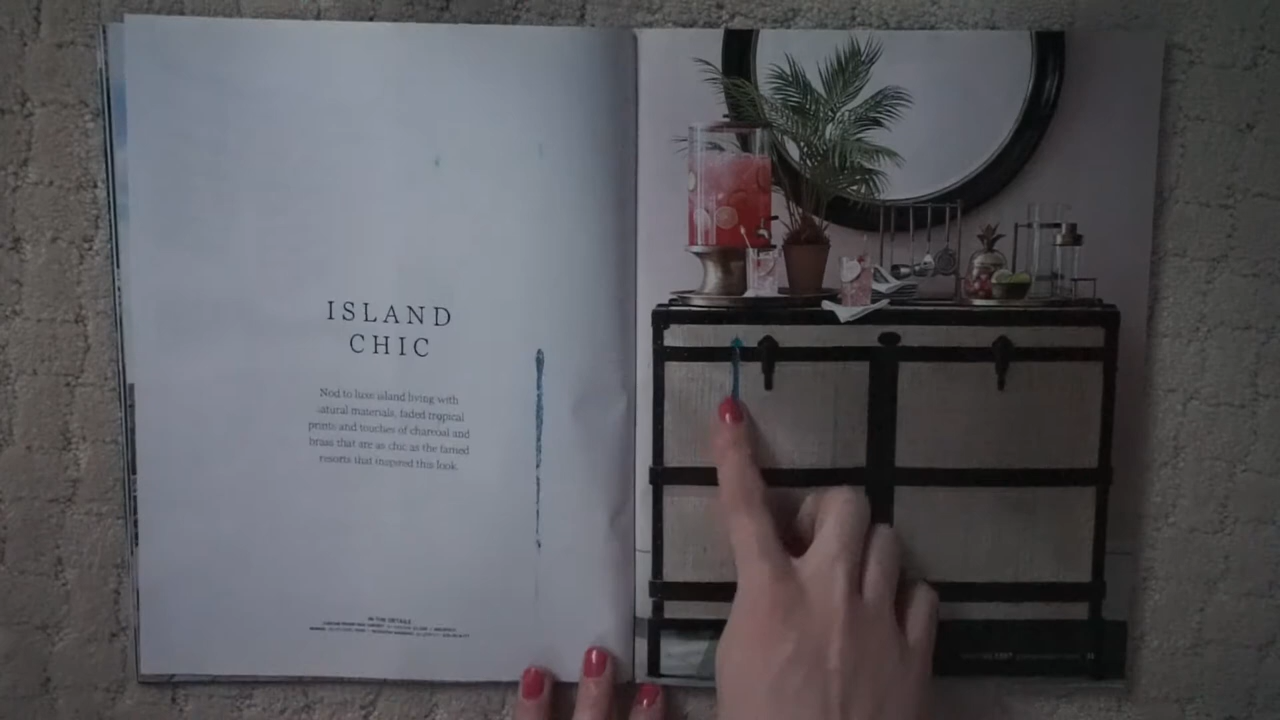 ISLAND
CHIC
Nod to luxe island living with
natural materials, faded tropical
prints and touches of charcoal and
brass that are as chic as the famed
resorts that inspired this look.
IN THE DETAILS